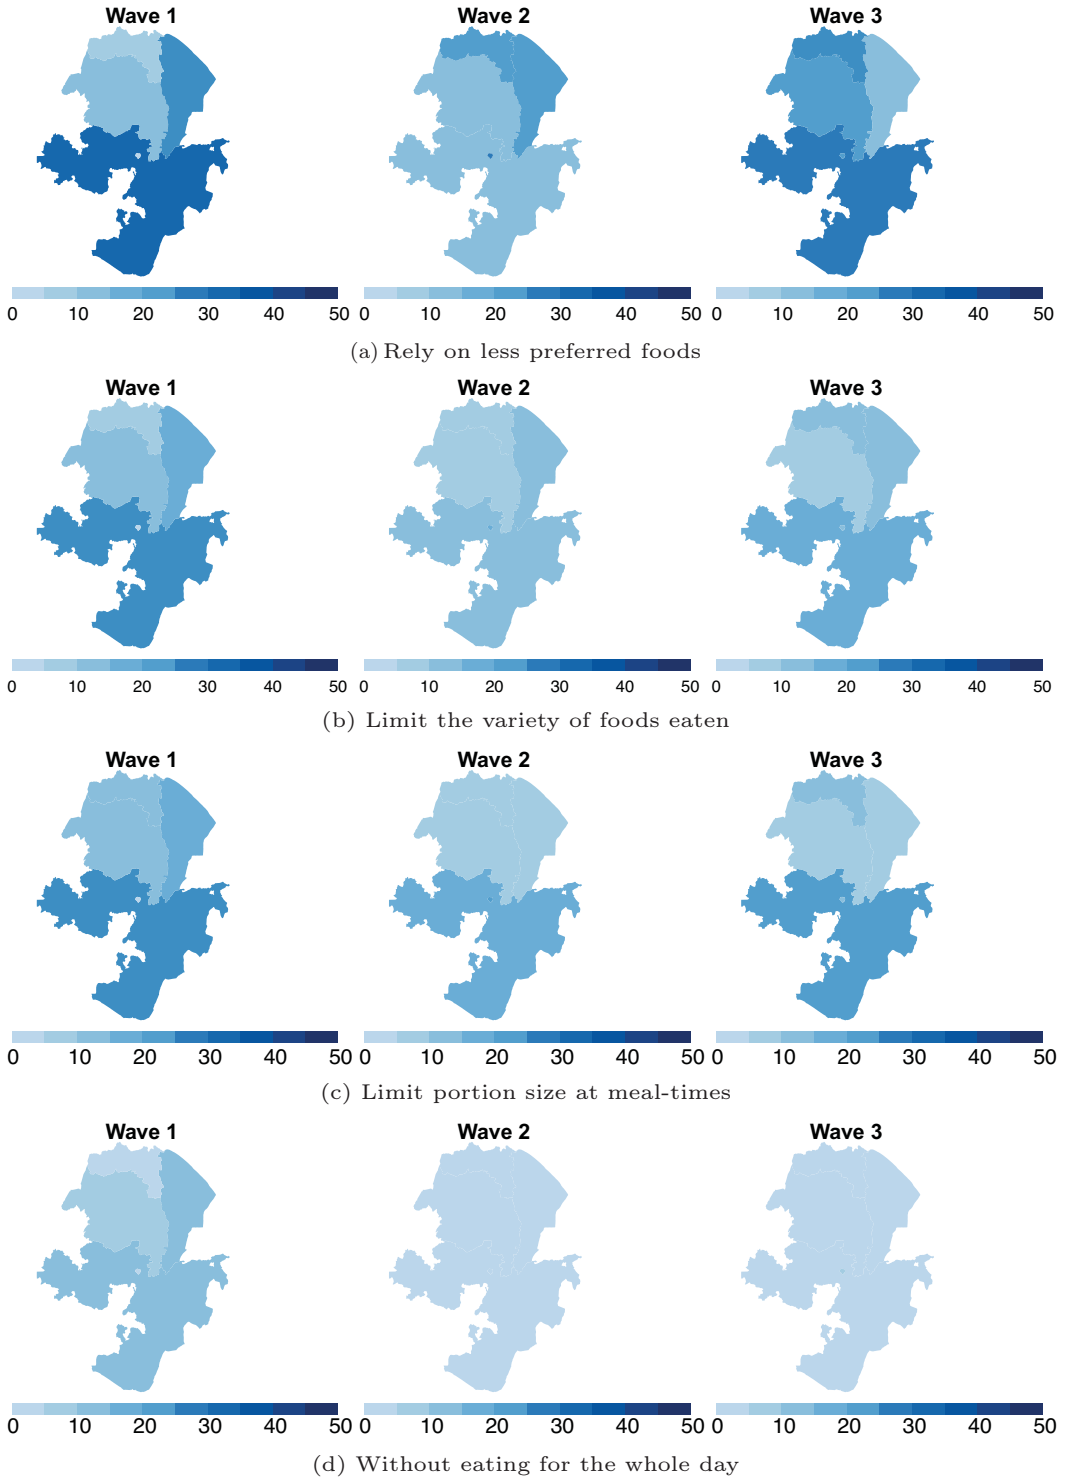 Wave 1 Wave 2 Wave 3
0 10 20 30 40 50 0 10 20 30 40 50 0 10 20 30 40 50
(a) Rely on less preferred foods
Wave 1 Wave 2 Wave 3
0 10 20 30 40 50 0 10 20 30 40 50 0 10 20 30 40 50
(b) Limit the variety of foods eaten
Wave 1 Wave 2 Wave 3
0 10 20 30 40 50 0 10 20 30 40 50 0 10 20 30 40 50
(c) Limit portion size at meal-times
Wave 1 Wave 2 Wave 3
0 10 20 30 40 50 0 10 20 30 40 50 0 10 20 30 40 50
(d) Without eating for the whole day